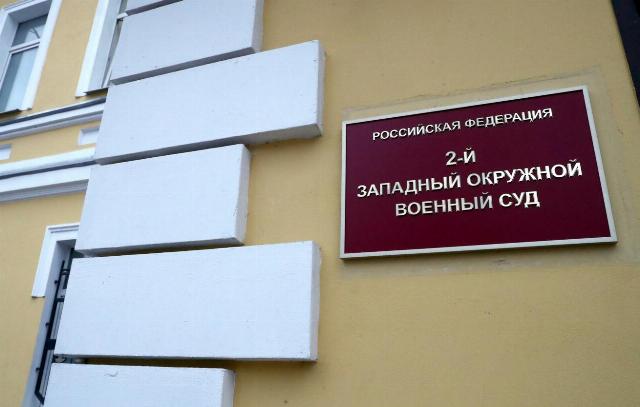 РОССИЙСКАЯ ФЕДЕРАЦИЯ
2-Й
ЗАПАДНЫЙ ОКРУЖНОЙ
ВОЕННЫЙ СУД